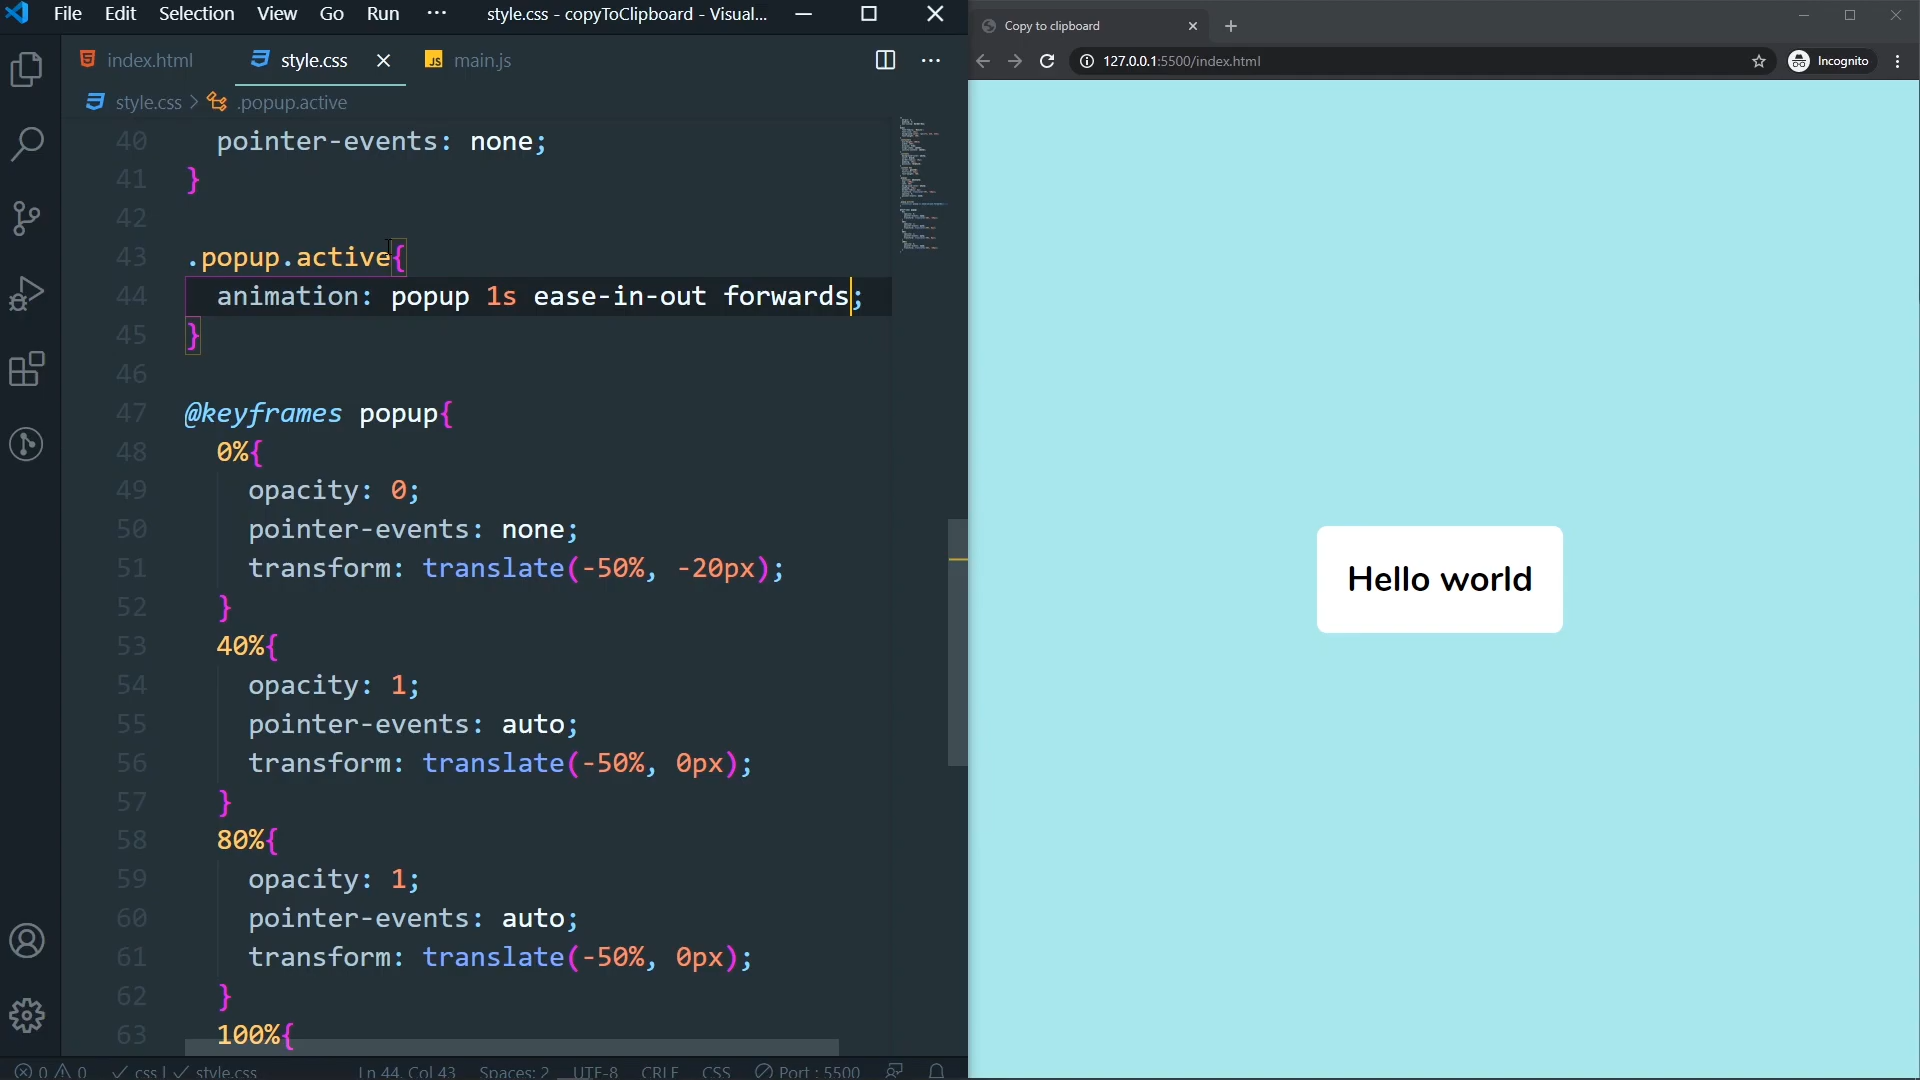 File Edit Selection View Go Run ··· style.css - copyToClipboard - Visual...
index.html style.css main.js
style.css > .popup.active
40 pointer-events: none;
41 }
42
43 .popup.active{
44 animation: popup 1s ease-in-out forwards;
45 }
46
47 @keyframes popup{
48 0%{
49 opacity: 0;
50 pointer-events: none;
51 transform: translate(-50%, -20px);
52 }
53 40%{
54 opacity: 1;
55 pointer-events: auto;
56 transform: translate(-50%, 0px);
57 }
58 80%{
59 opacity: 1;
60 pointer-events: auto;
61 transform: translate(-50%, 0px);
62 }
63 100%{
0 0 css | style.css Ln 44, Col 43 Spaces: 2 UTF-8 CRLF CSS Port : 5500
Copy to clipboard
127.0.0.1:5500/index.html Incognito
Hello world